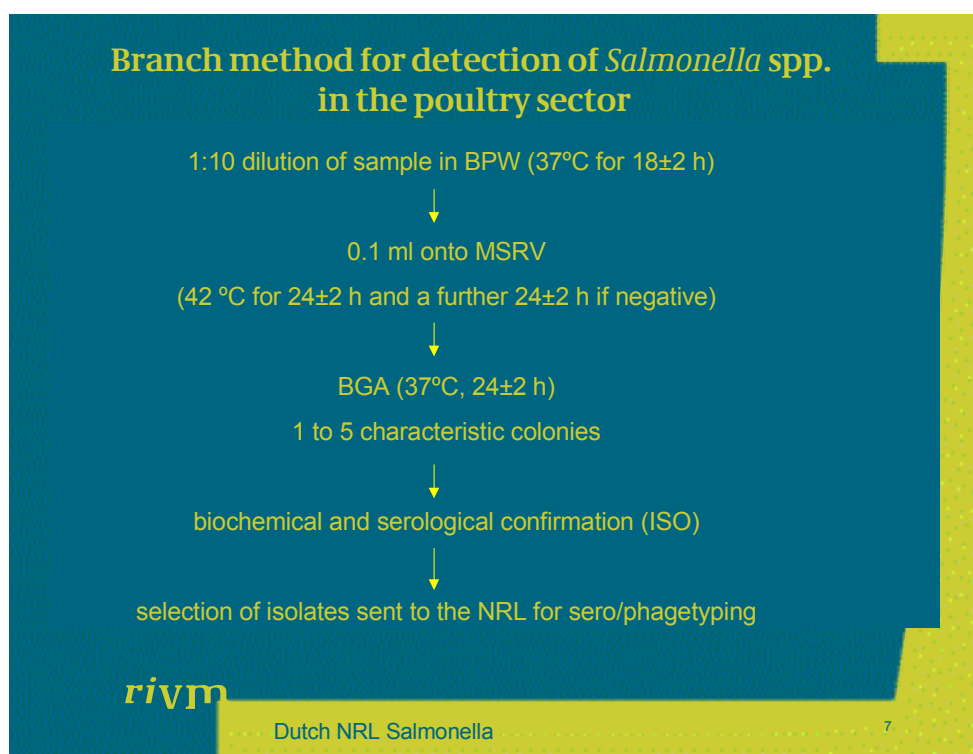 Branch method for detection of Salmonella spp.
in the poultry sector
1:10 dilution of sample in BPW (37ºC for 18±2 h)
0.1 ml onto MSRV
(42 ºC for 24±2 h and a further 24±2 h if negative)
BGA (37ºC, 24±2 h)
1 to 5 characteristic colonies
biochemical and serological confirmation (ISO)
selection of isolates sent to the NRL for sero/phagetyping
rivm
Dutch NRL Salmonella
7